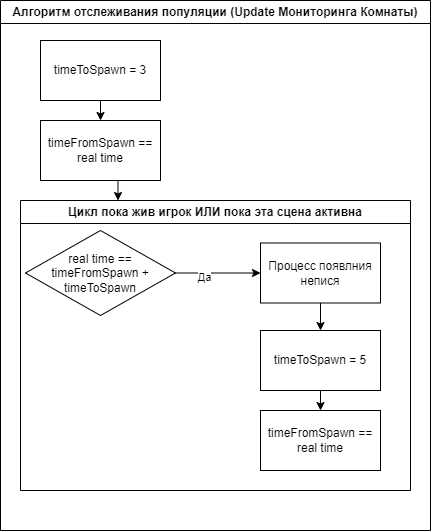 Алгоритм отслеживания популяции (Update Мониторинга Комнаты)
timeToSpawn = 3
timeFromSpawn ==
real time
Цикл пока жив игрок ИЛИ пока эта сцена активна
real time ==
timeFromSpawn +
timeToSpawn
Да
Процесс появлния
непися
timeToSpawn = 5
timeFromSpawn ==
real time